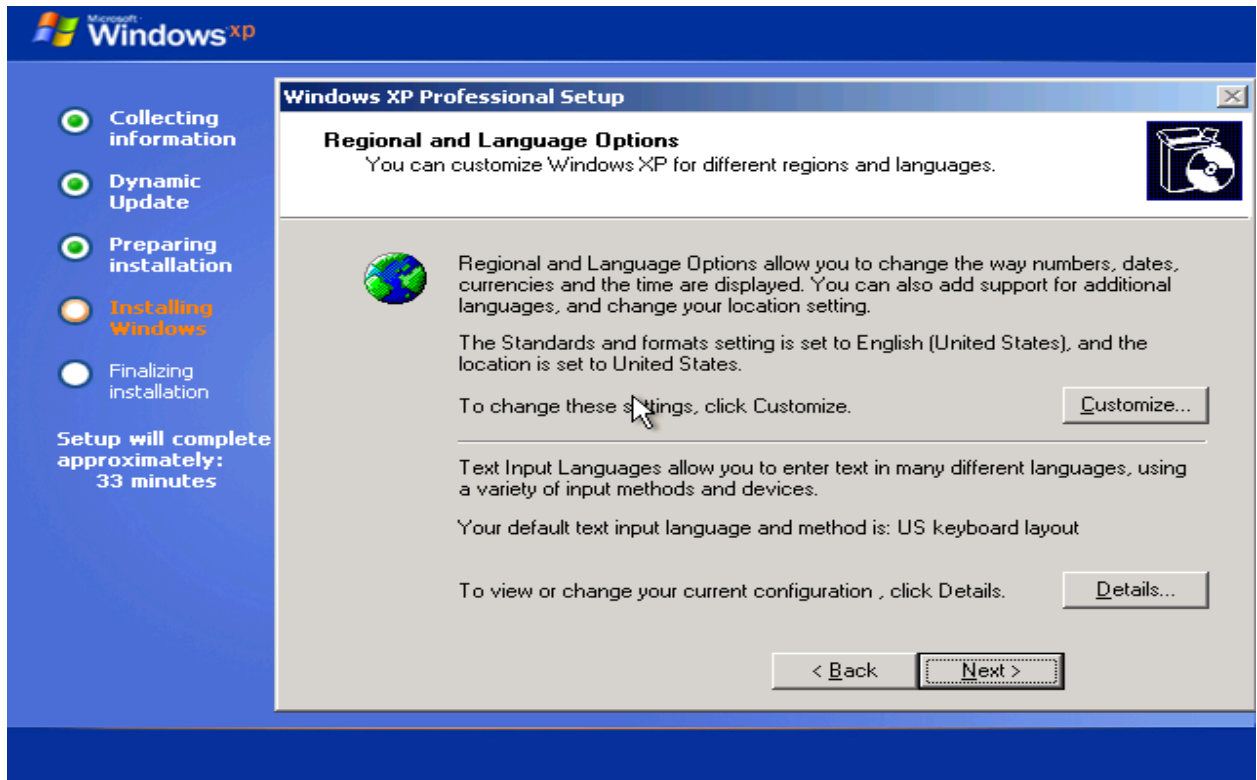 Microsoft
Windows xp
Collecting
information
Dynamic
Update
Preparing
installation
Installing
Windows
Finalizing
installation
Setup will complete
approximately:
33 minutes
Windows XP Professional Setup
Regional and Language Options
You can customize Windows XP for different regions and languages.
Regional and Language Options allow you to change the way numbers, dates,
currencies and the time are displayed. You can also add support for additional
languages, and change your location setting.
The Standards and formats setting is set to English (United States), and the
location is set to United States.
To change these settings, click Customize.
Customize...
Text Input Languages allow you to enter text in many different languages, using
a variety of input methods and devices.
Your default text input language and method is: US keyboard layout
To view or change your current configuration , click Details.
Details...
< Back
Next >